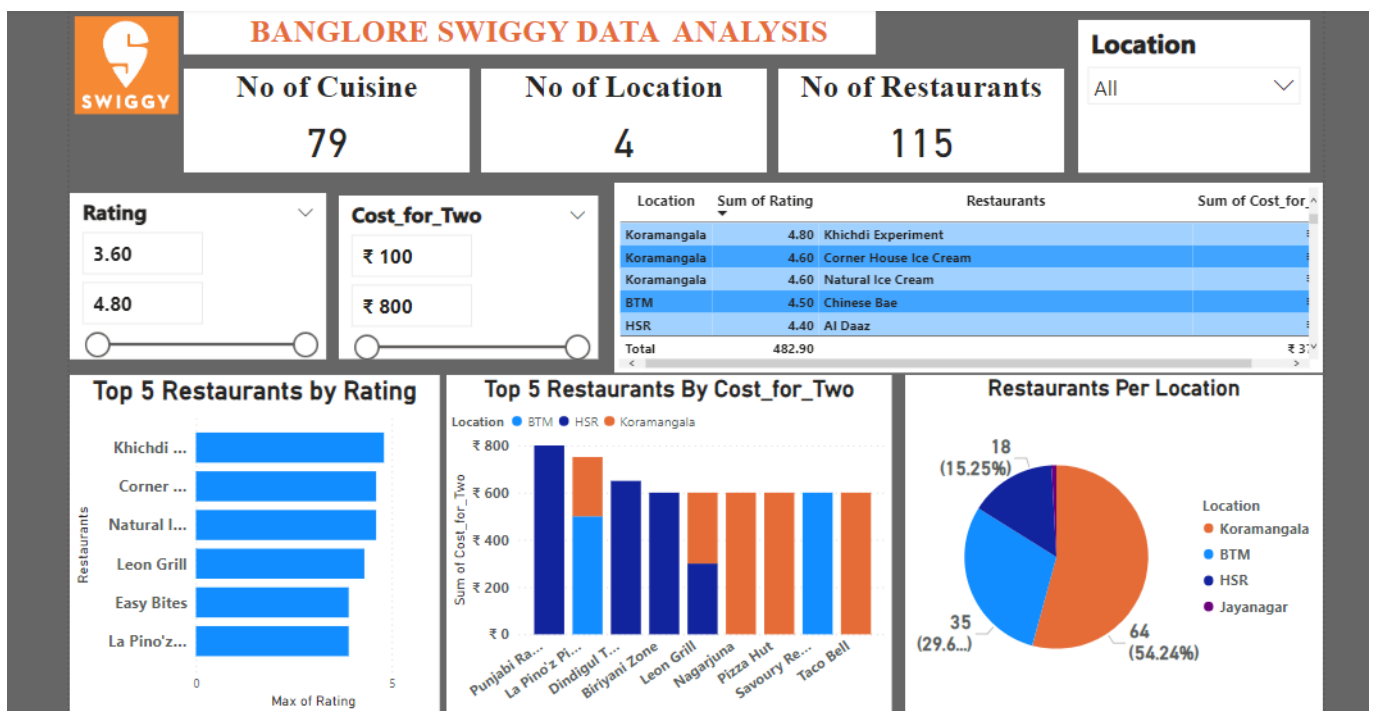 SWIGGY
BANGLORE SWIGGY DATA ANALYSIS
No of Cuisine
79
No of Location
4
No of Restaurants
115
Location
All
Rating
3.60
4.80
Cost_for_Two
₹ 100
₹ 800
Location Sum of Rating Restaurants Sum of Cost_for_
Koramangala 4.80 Khichdi Experiment
Koramangala 4.60 Corner House Ice Cream
Koramangala 4.60 Natural Ice Cream
BTM 4.50 Chinese Bae
HSR 4.40 Al Daaz
Total 482.90
Top 5 Restaurants by Rating
Restaurants
Khichdi ...
Corner ...
Natural I...
Leon Grill
Easy Bites
La Pino'z...
0 5
Max of Rating
Top 5 Restaurants By Cost_for_Two
Location BTM HSR Koramangala
Sum of Cost_for_Two
₹ 800
₹ 600
₹ 400
₹ 200
₹ 0
Punjabi Ra...
La Pino'z Pi...
Dindigul T...
Biriyani Zone
Leon Grill
Nagarjuna
Pizza Hut
Savoury Re...
Taco Bell
Restaurants Per Location
18
(15.25%)
35
(29.6...)
64
(54.24%)
Location
Koramangala
BTM
HSR
Jayanagar